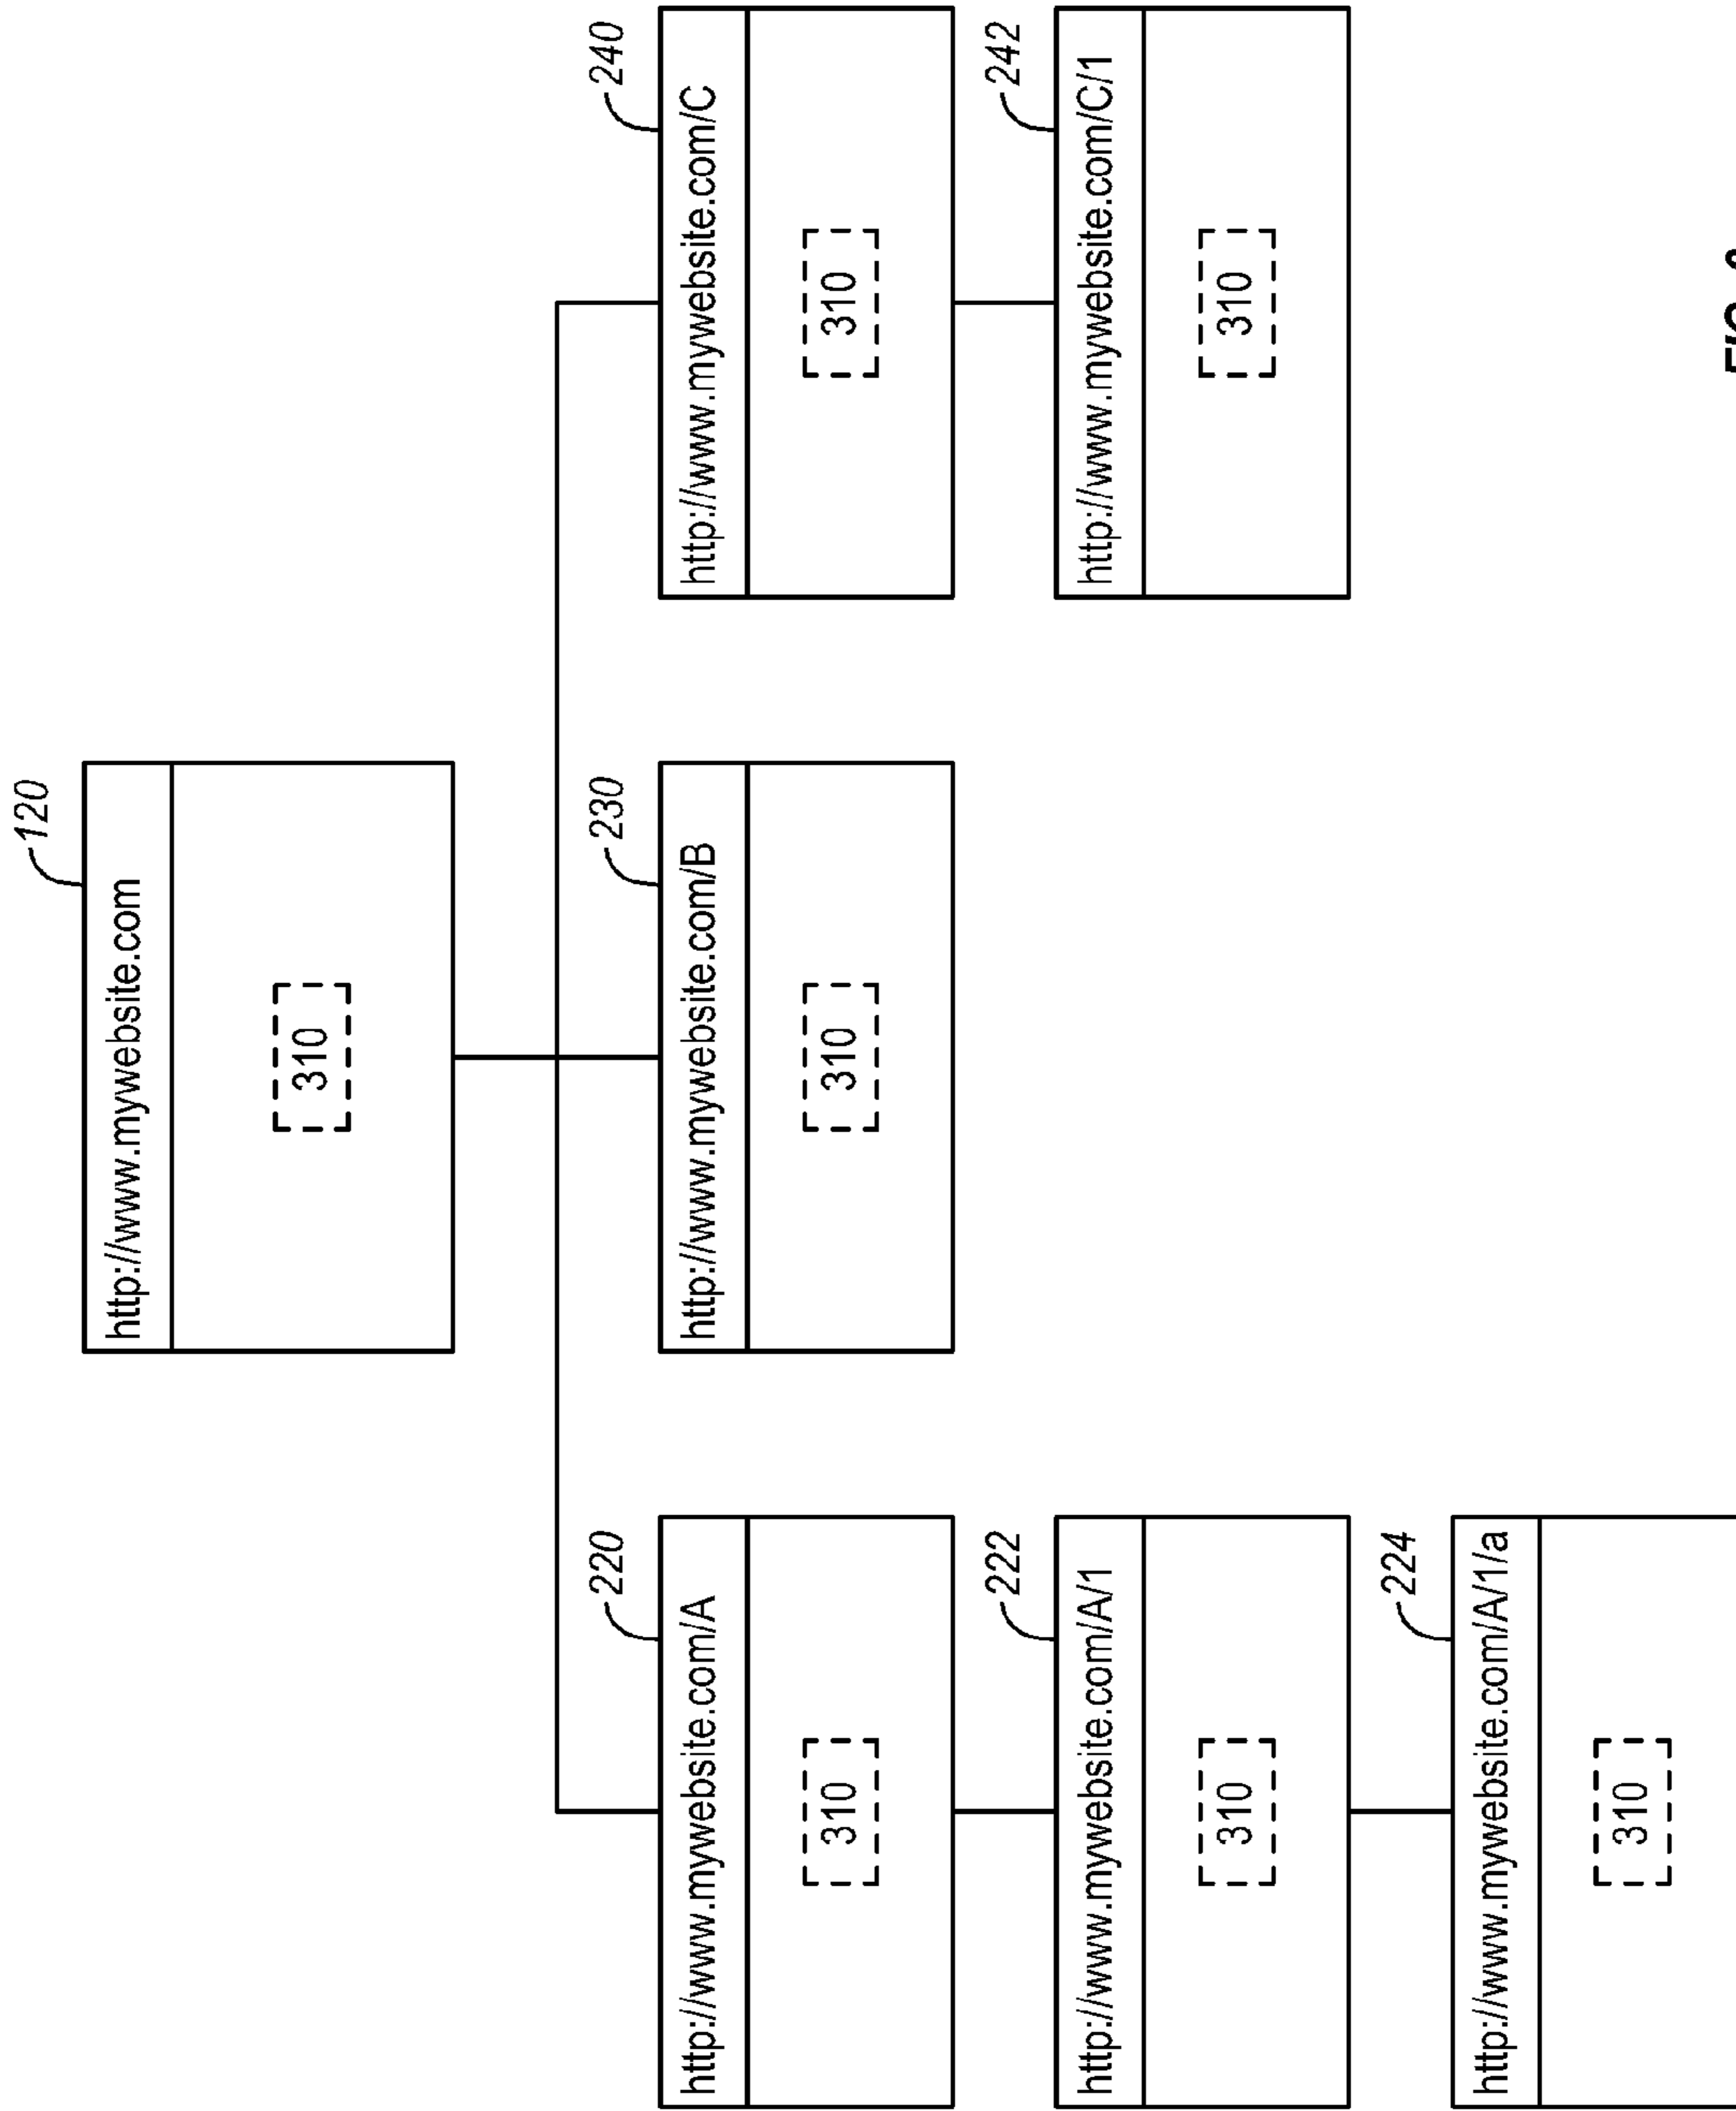 120
http://www.mywebsite.com
310
220
http://www.mywebsite.com/A
310
230
http://www.mywebsite.com/B
310
240
http://www.mywebsite.com/C
310
222
http://www.mywebsite.com/A/1
310
242
http://www.mywebsite.com/C/1
310
224
http://www.mywebsite.com/A/1/a
310
FIG.